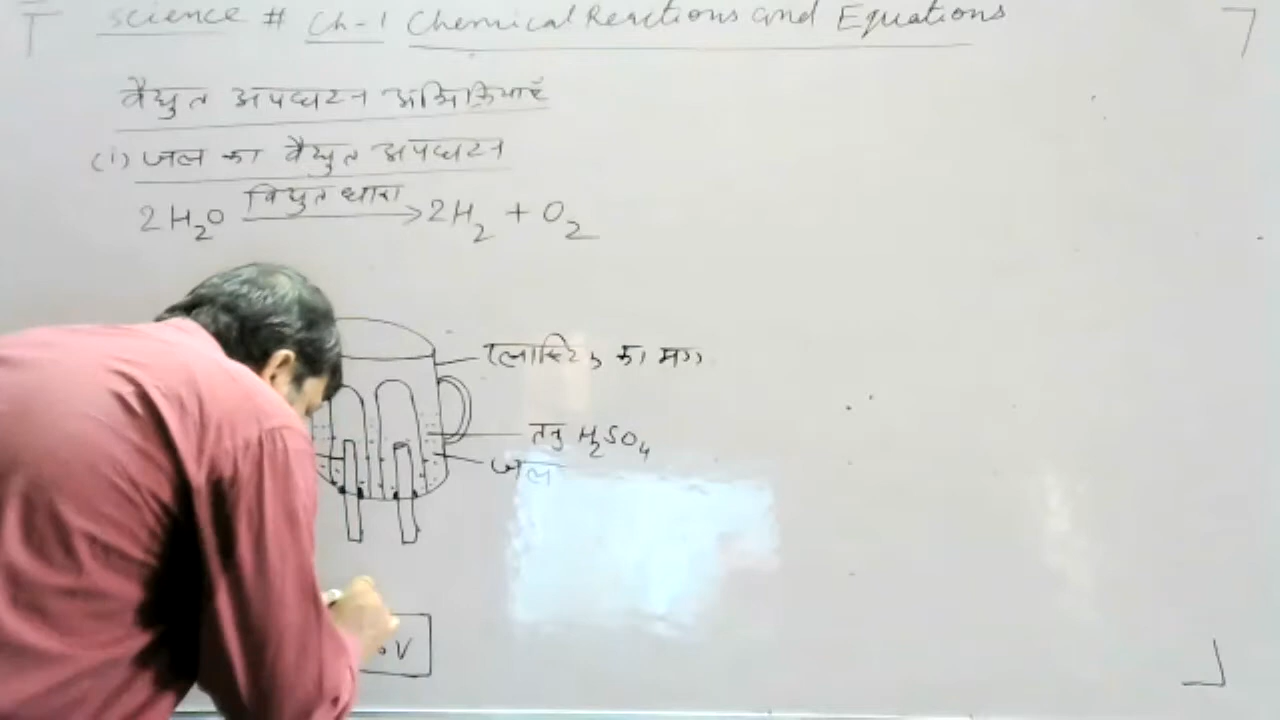 science # Ch-1 Chemical Reactions and Equations
वैद्युत अपघटन अभिक्रियाएँ
(i) जल का वैद्युत अपघटन
विद्युत धारा
2H₂O → 2H₂ + O₂
प्लास्टिक का मग
तनु H₂SO₄
जल
V